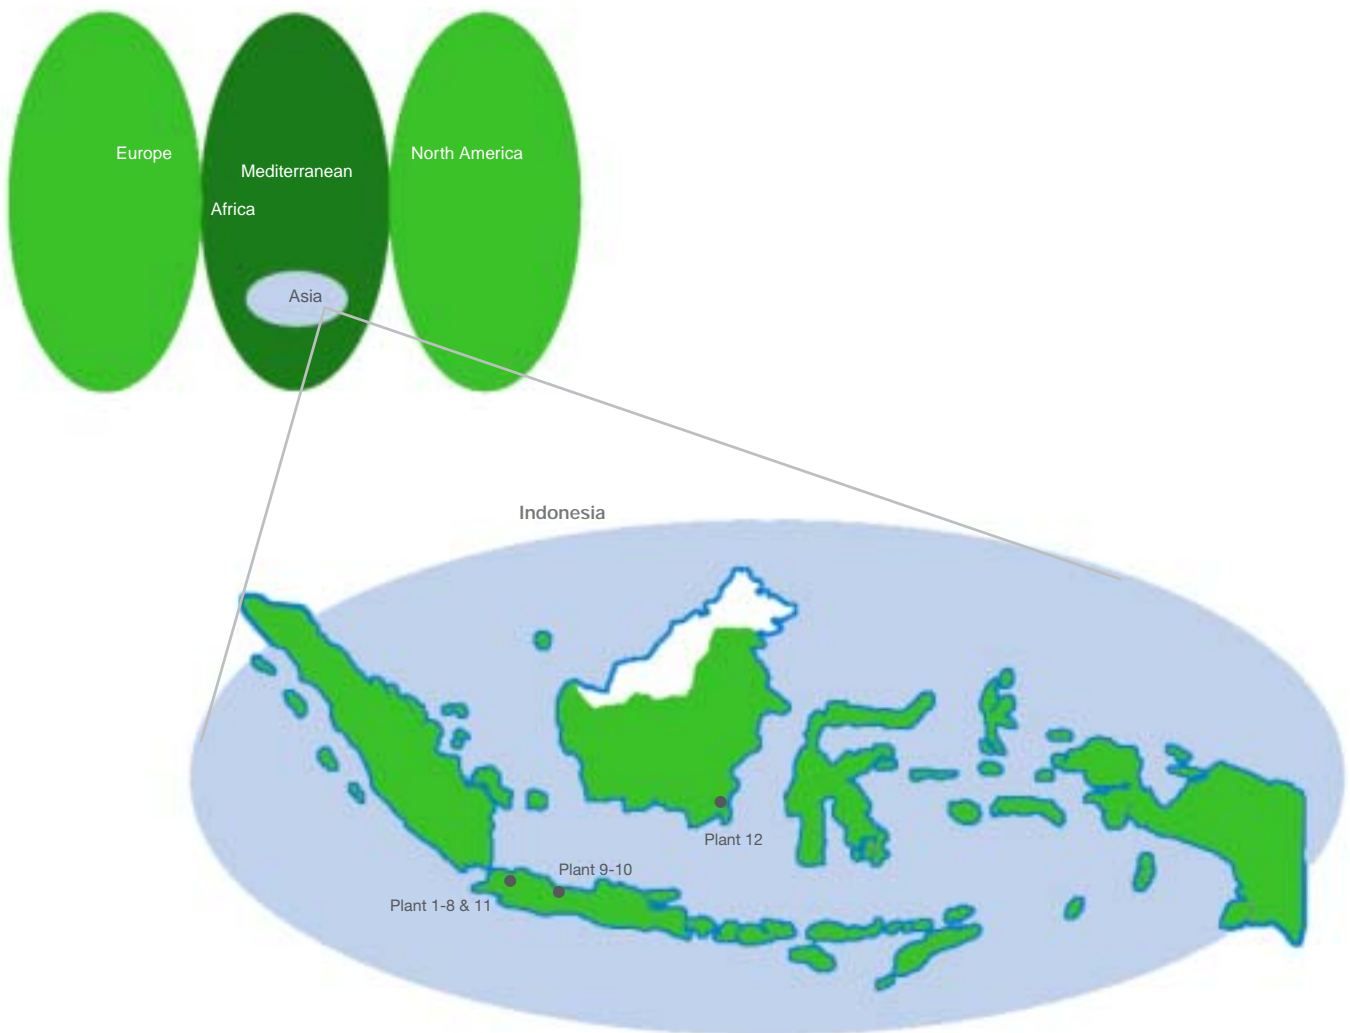 Europe
North America
Mediterranean
Africa
Asia
Indonesia
Plant 12
Plant 9-10
Plant 1-8 & 11